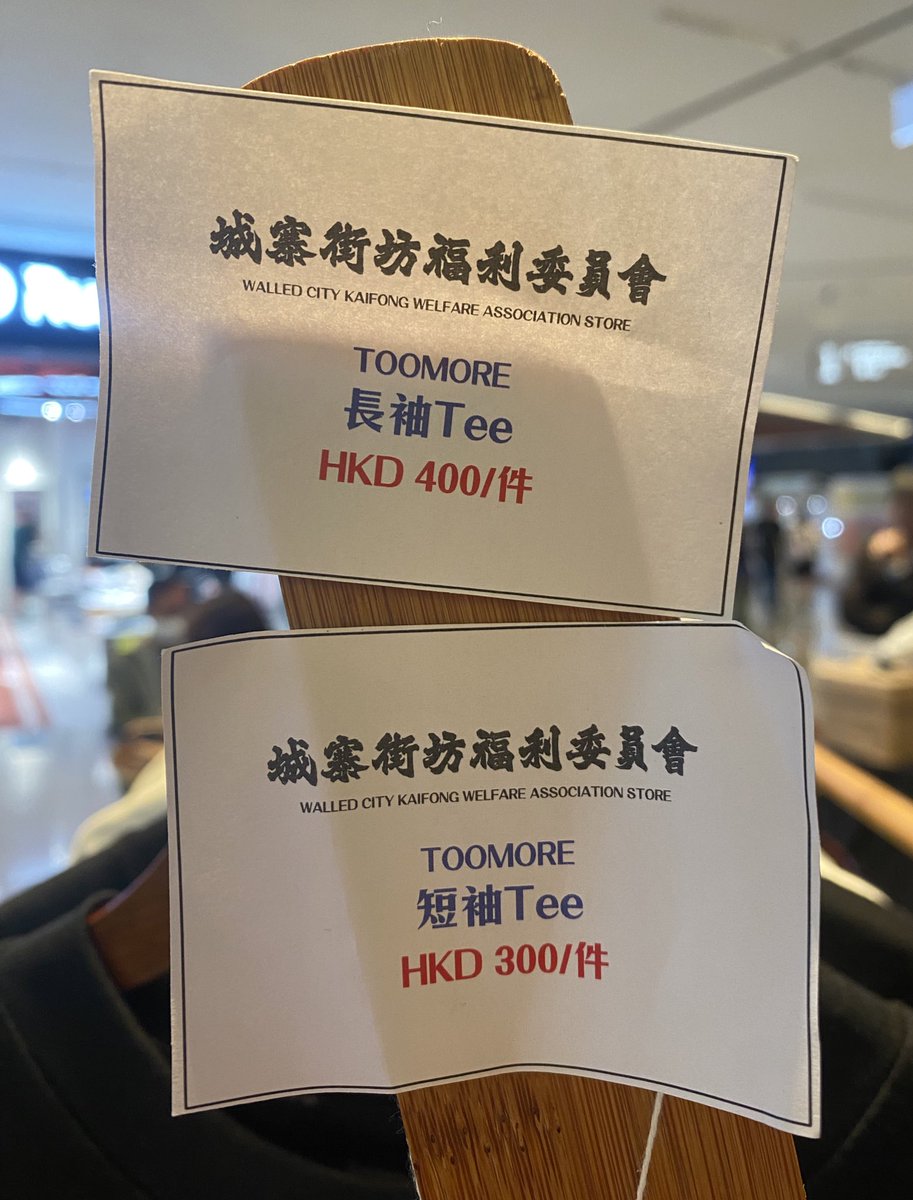 城寨街坊福利委員會
WALLED CITY KAIFONG WELFARE ASSOCIATION STORE
TOOMORE
長袖Tee
HKD 400/件
城寨街坊福利委員會
WALLED CITY KAIFONG WELFARE ASSOCIATION STORE
TOOMORE
短袖Tee
HKD 300/件